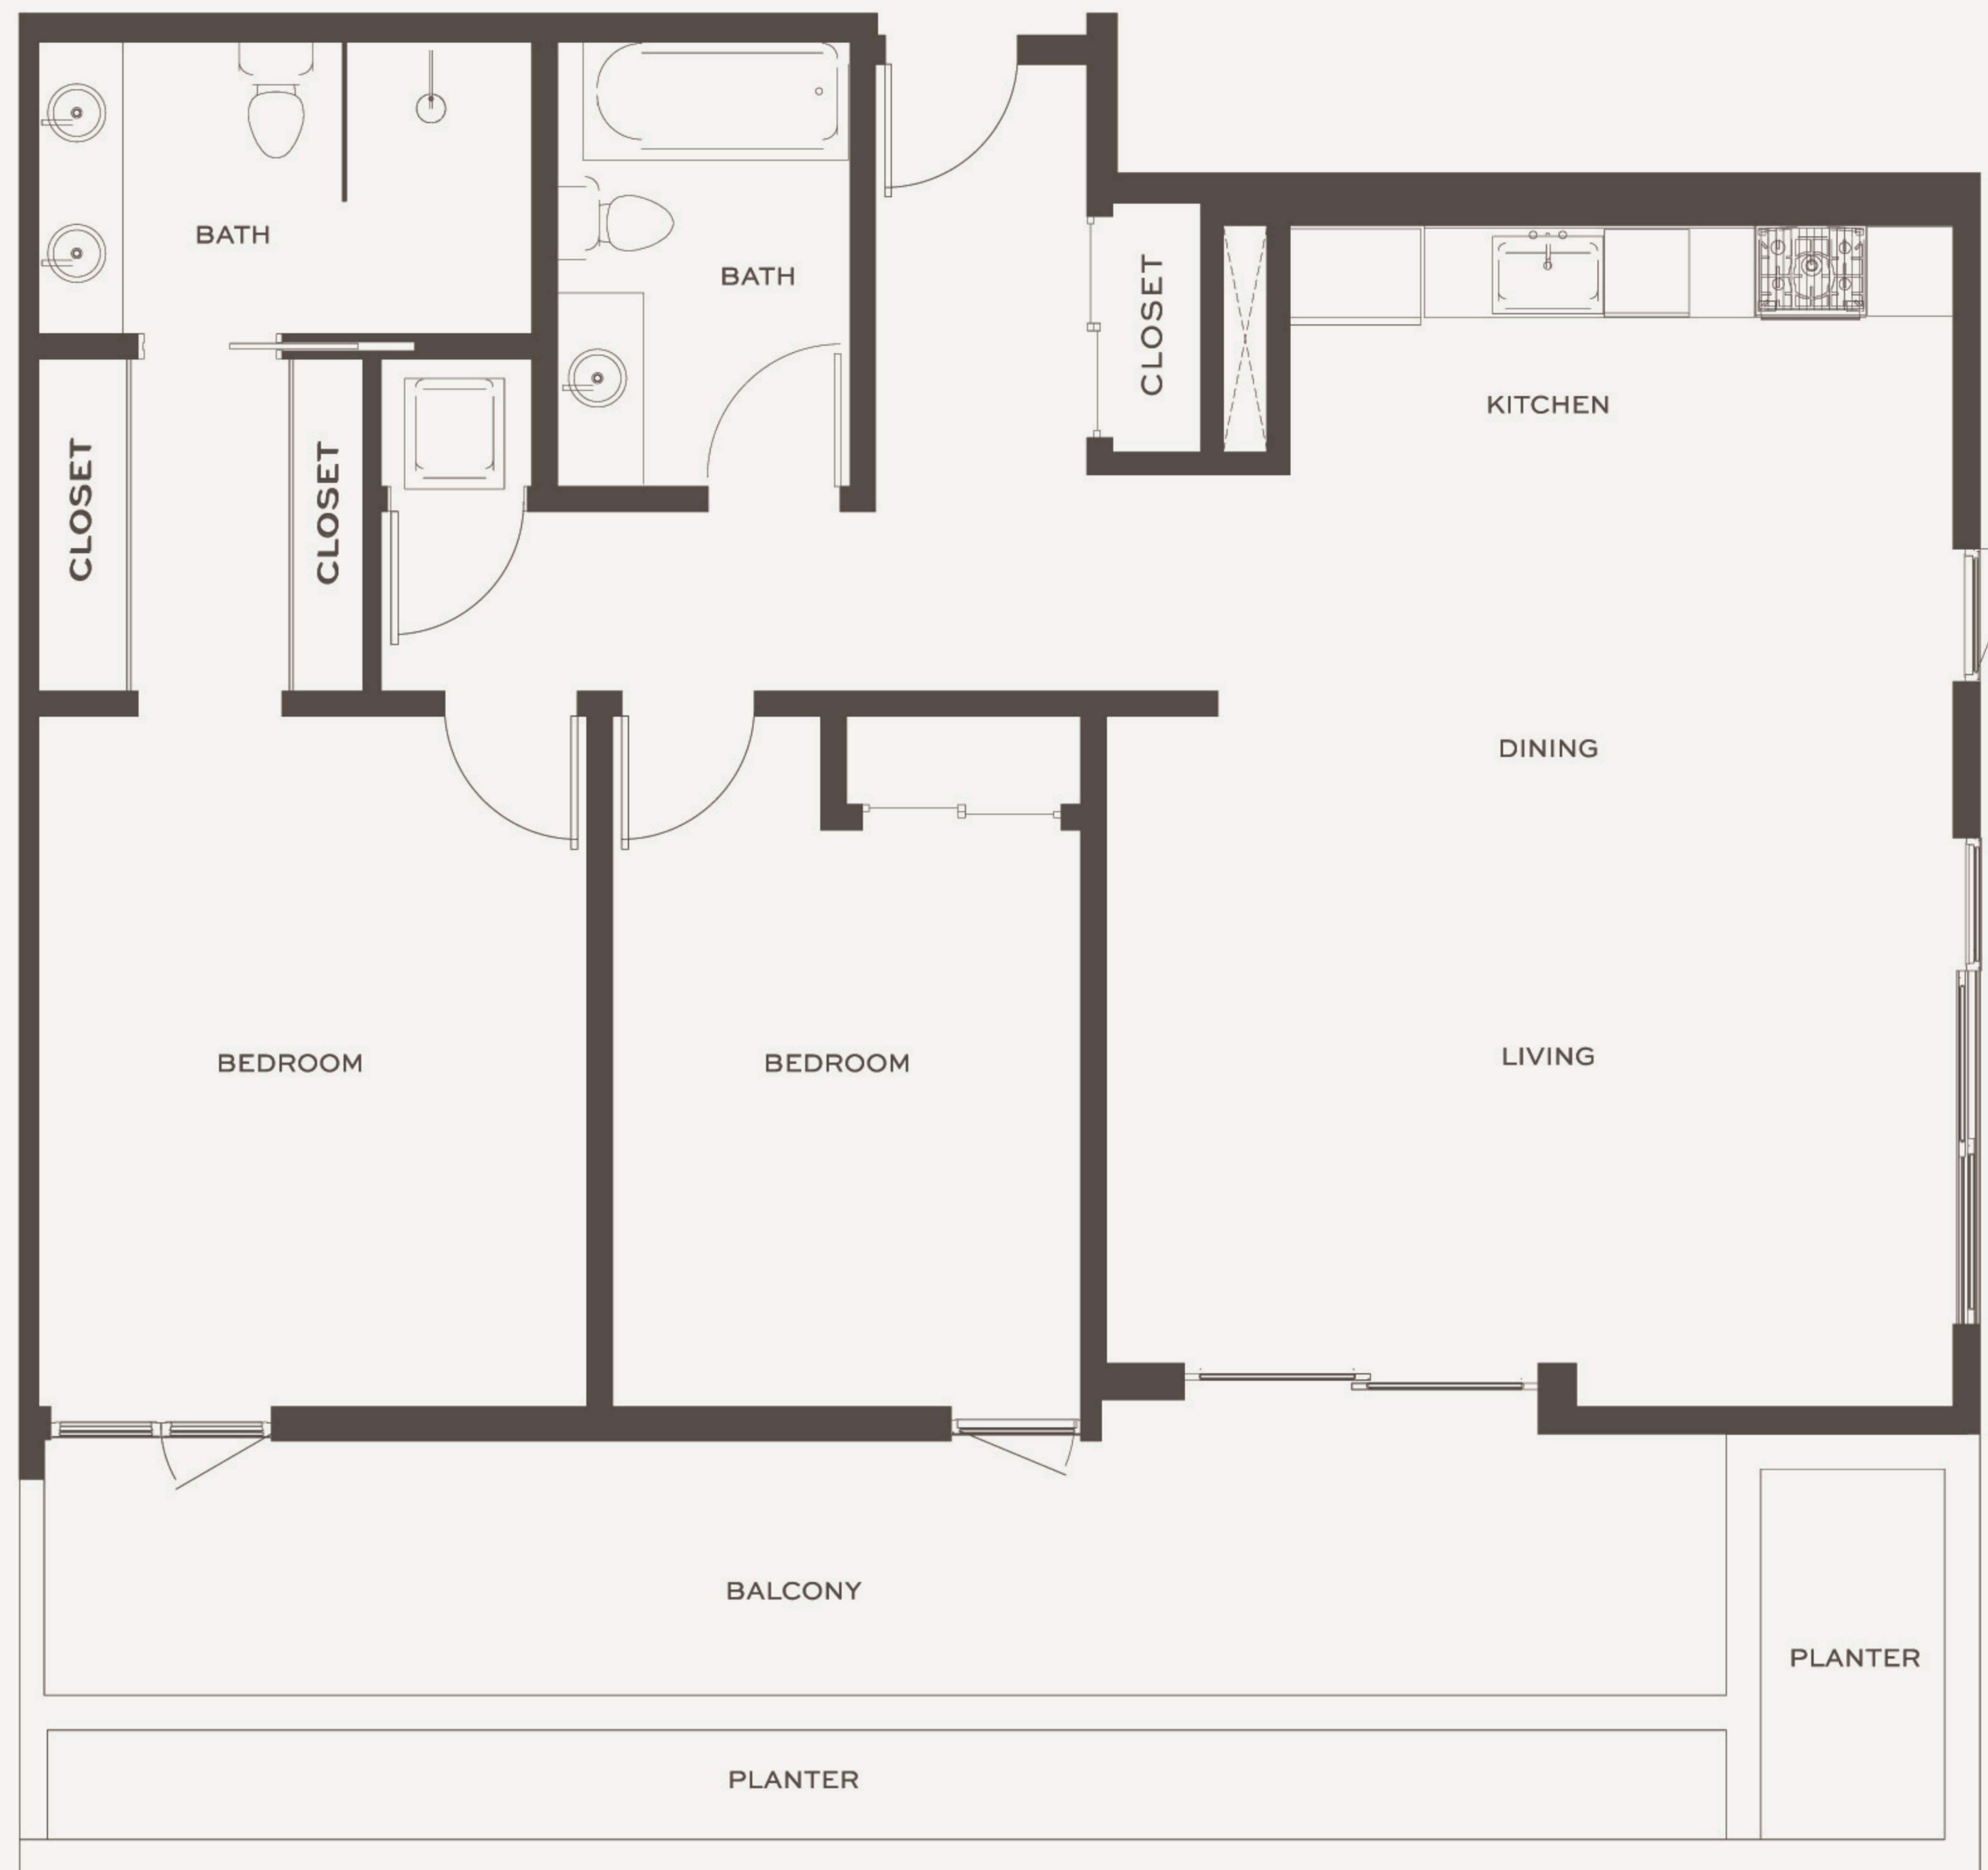 BATH
BATH
CLOSET
KITCHEN
CLOSET
CLOSET
DINING
BEDROOM
BEDROOM
LIVING
BALCONY
PLANTER
PLANTER